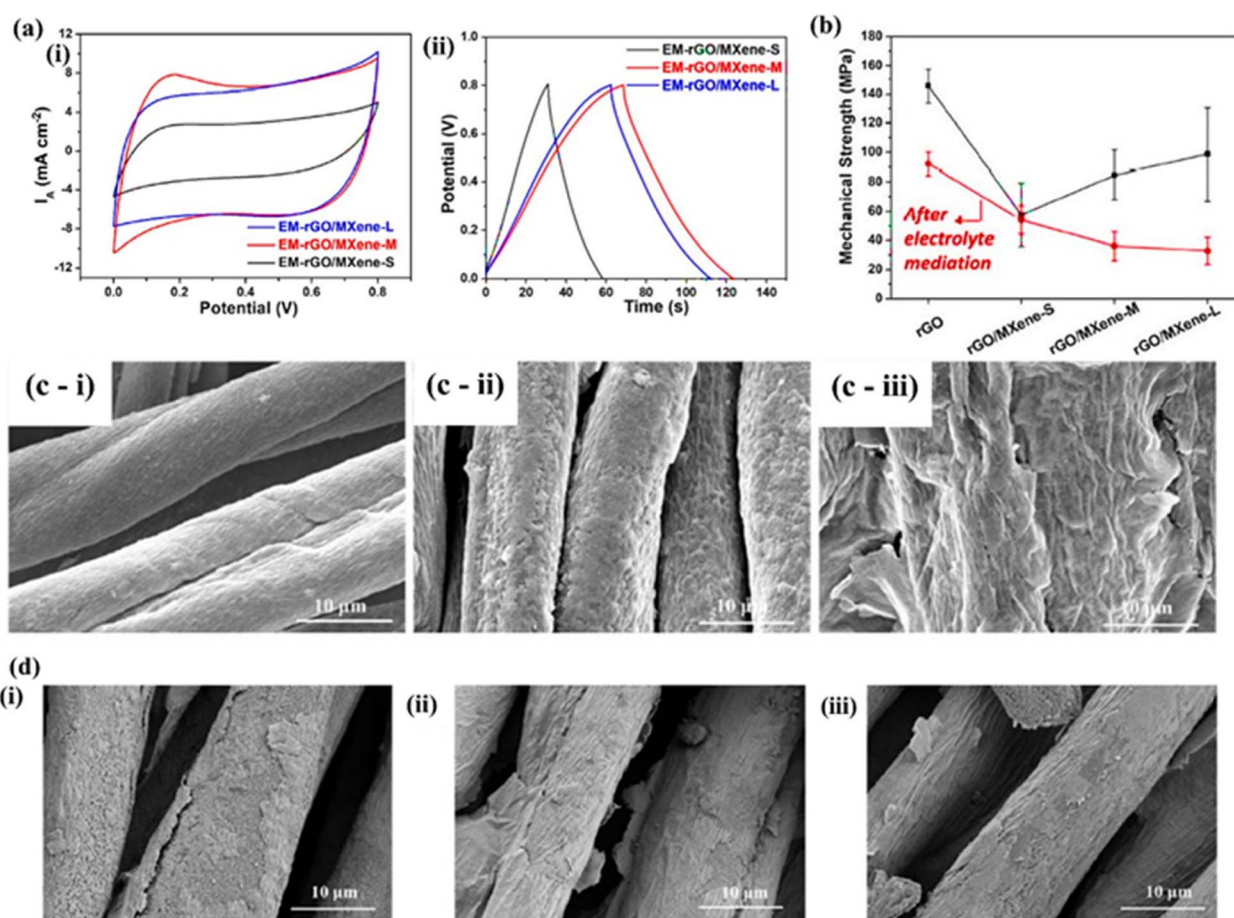 (a)
(i)
I_A (mA cm-2)
12
8
4
0
-4
-8
-12
EM-rGO/MXene-L
EM-rGO/MXene-M
EM-rGO/MXene-S
0.0 0.2 0.4 0.6 0.8
Potential (V)
(ii)
Potential (V)
1.0
0.8
0.6
0.4
0.2
0.0
EM-rGO/MXene-S
EM-rGO/MXene-M
EM-rGO/MXene-L
0 20 40 60 80 100 120 140
Time (s)
(b)
Mechanical Strength (MPa)
180
160
140
120
100
80
60
40
20
0
After
electrolyte
mediation
rGO
rGO/MXene-S
rGO/MXene-M
rGO/MXene-L
(c - i)
10 μm
(c - ii)
10 μm
(c - iii)
10 μm
(d)
(i)
10 μm
(ii)
10 μm
(iii)
10 μm